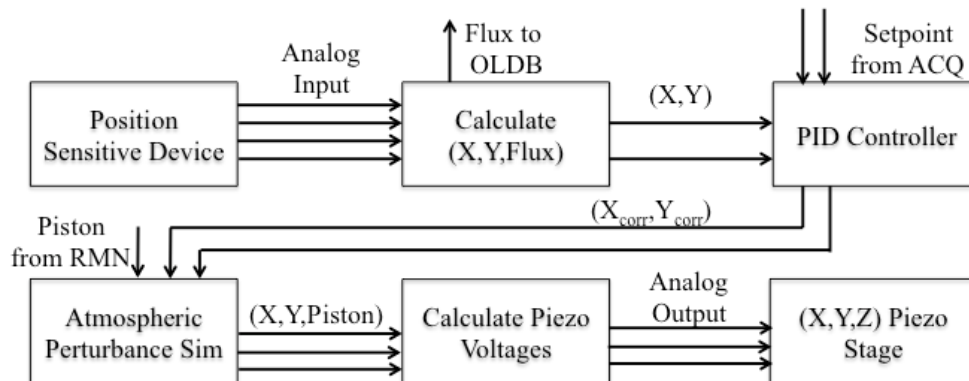 Analog
Input
Flux to
OLDB
Setpoint
from ACQ
Position
Sensitive Device
Calculate
(X,Y,Flux)
(X,Y)
PID Controller
(Xcorr,Ycorr)
Piston
from RMN
Atmospheric
Perturbance Sim
(X,Y,Piston)
Calculate Piezo
Voltages
Analog
Output
(X,Y,Z) Piezo
Stage